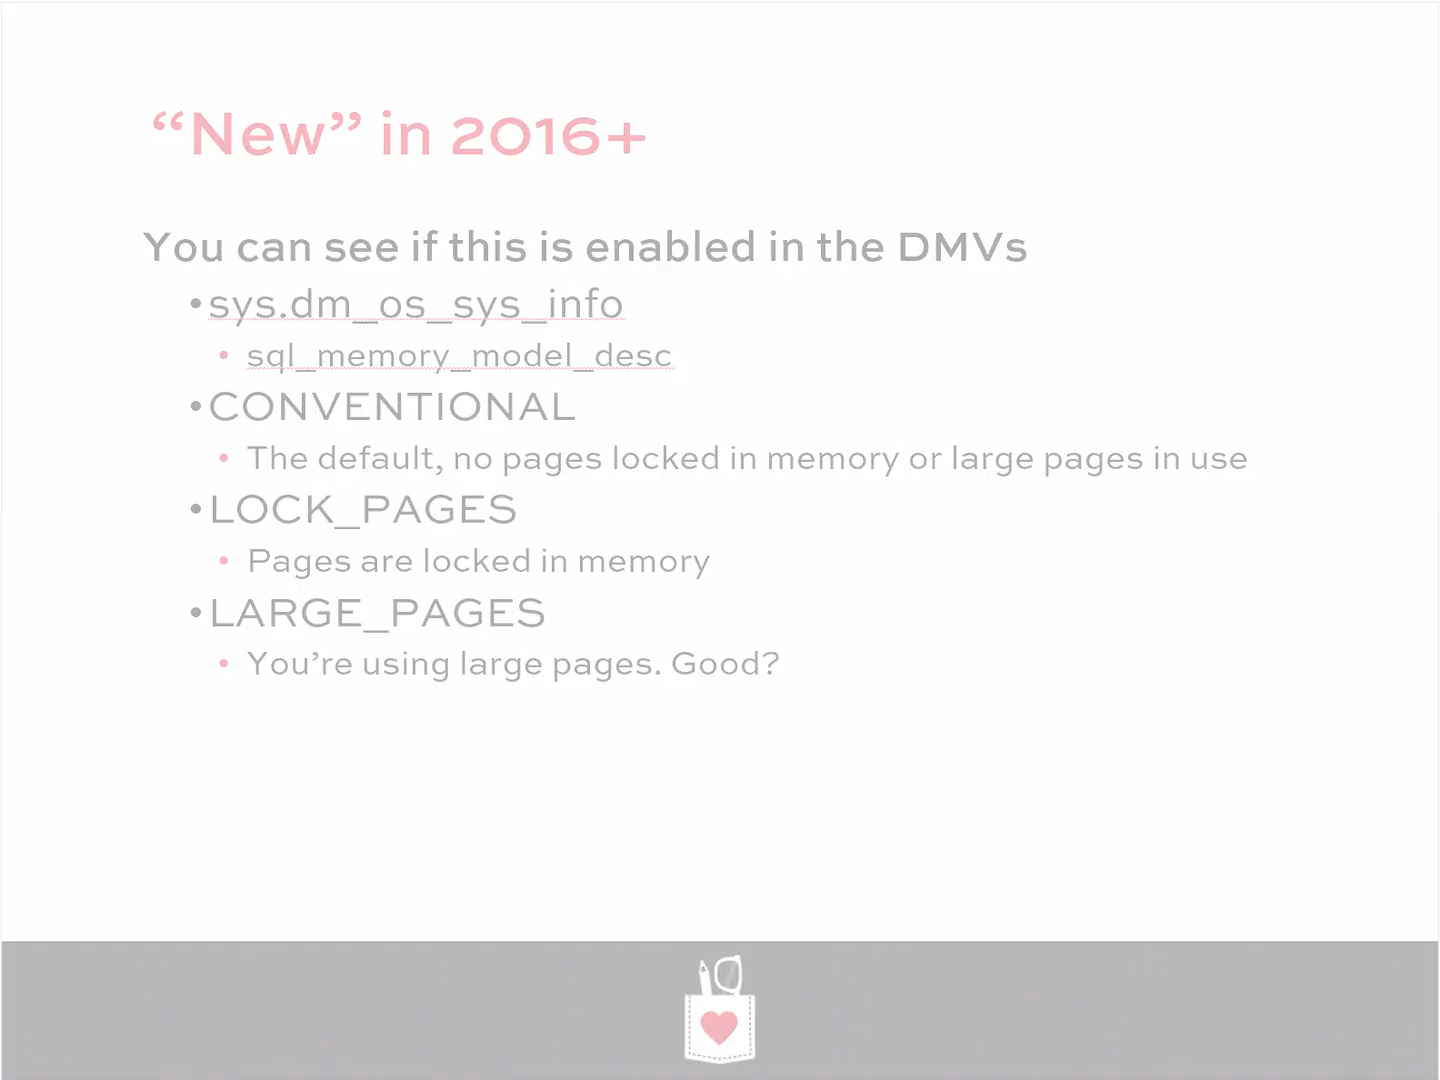 “New” in 2016+
You can see if this is enabled in the DMVs
•sys.dm_os_sys_info
• sql_memory_model_desc
•CONVENTIONAL
• The default, no pages locked in memory or large pages in use
•LOCK_PAGES
• Pages are locked in memory
•LARGE_PAGES
• You’re using large pages. Good?